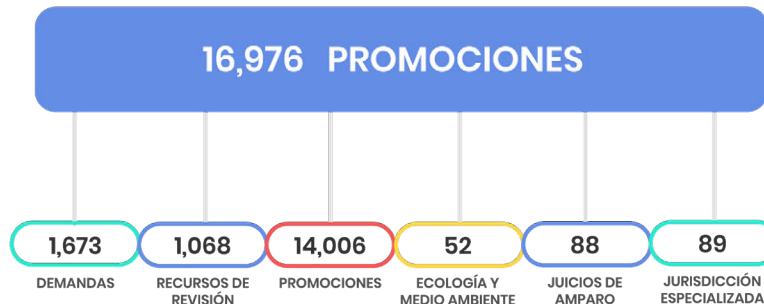 16,976 PROMOCIONES
1,673
1,068
14,006
52
88
89
DEMANDAS
RECURSOS DE
REVISIÓN
PROMOCIONES
ECOLOGÍA Y
MEDIO AMBIENTE
JUICIOS DE
AMPARO
JURISDICCIÓN
ESPECIALIZADA